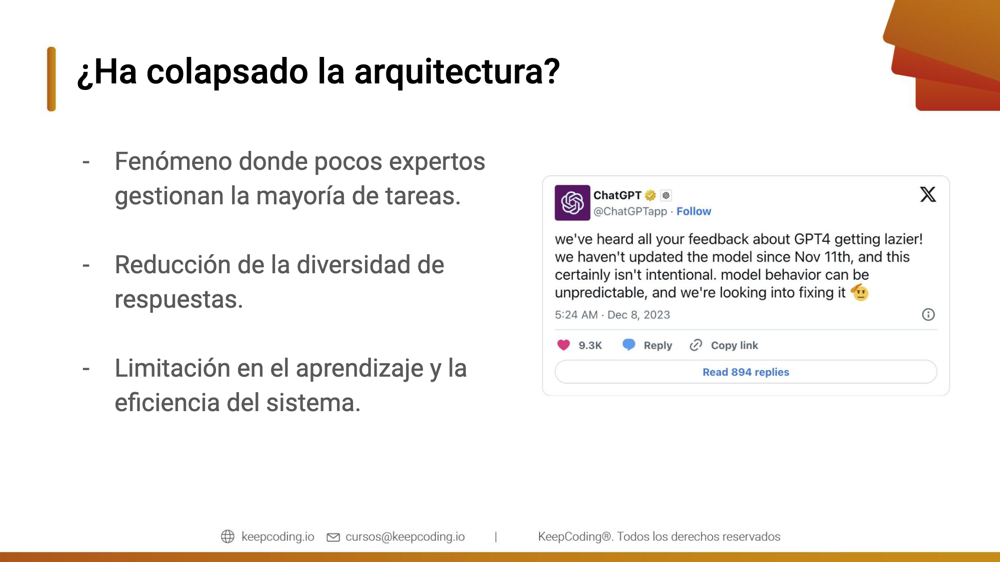 ¿Ha colapsado la arquitectura?
- Fenómeno donde pocos expertos
gestionan la mayoría de tareas.
- Reducción de la diversidad de
respuestas.
- Limitación en el aprendizaje y la
eficiencia del sistema.
ChatGPT
@ChatGPTapp · Follow
we've heard all your feedback about GPT4 getting lazier!
we haven't updated the model since Nov 11th, and this
certainly isn't intentional. model behavior can be
unpredictable, and we're looking into fixing it 🫡
5:24 AM · Dec 8, 2023
9.3K Reply Copy link
Read 894 replies
keepcoding.io cursos@keepcoding.io | KeepCoding®. Todos los derechos reservados